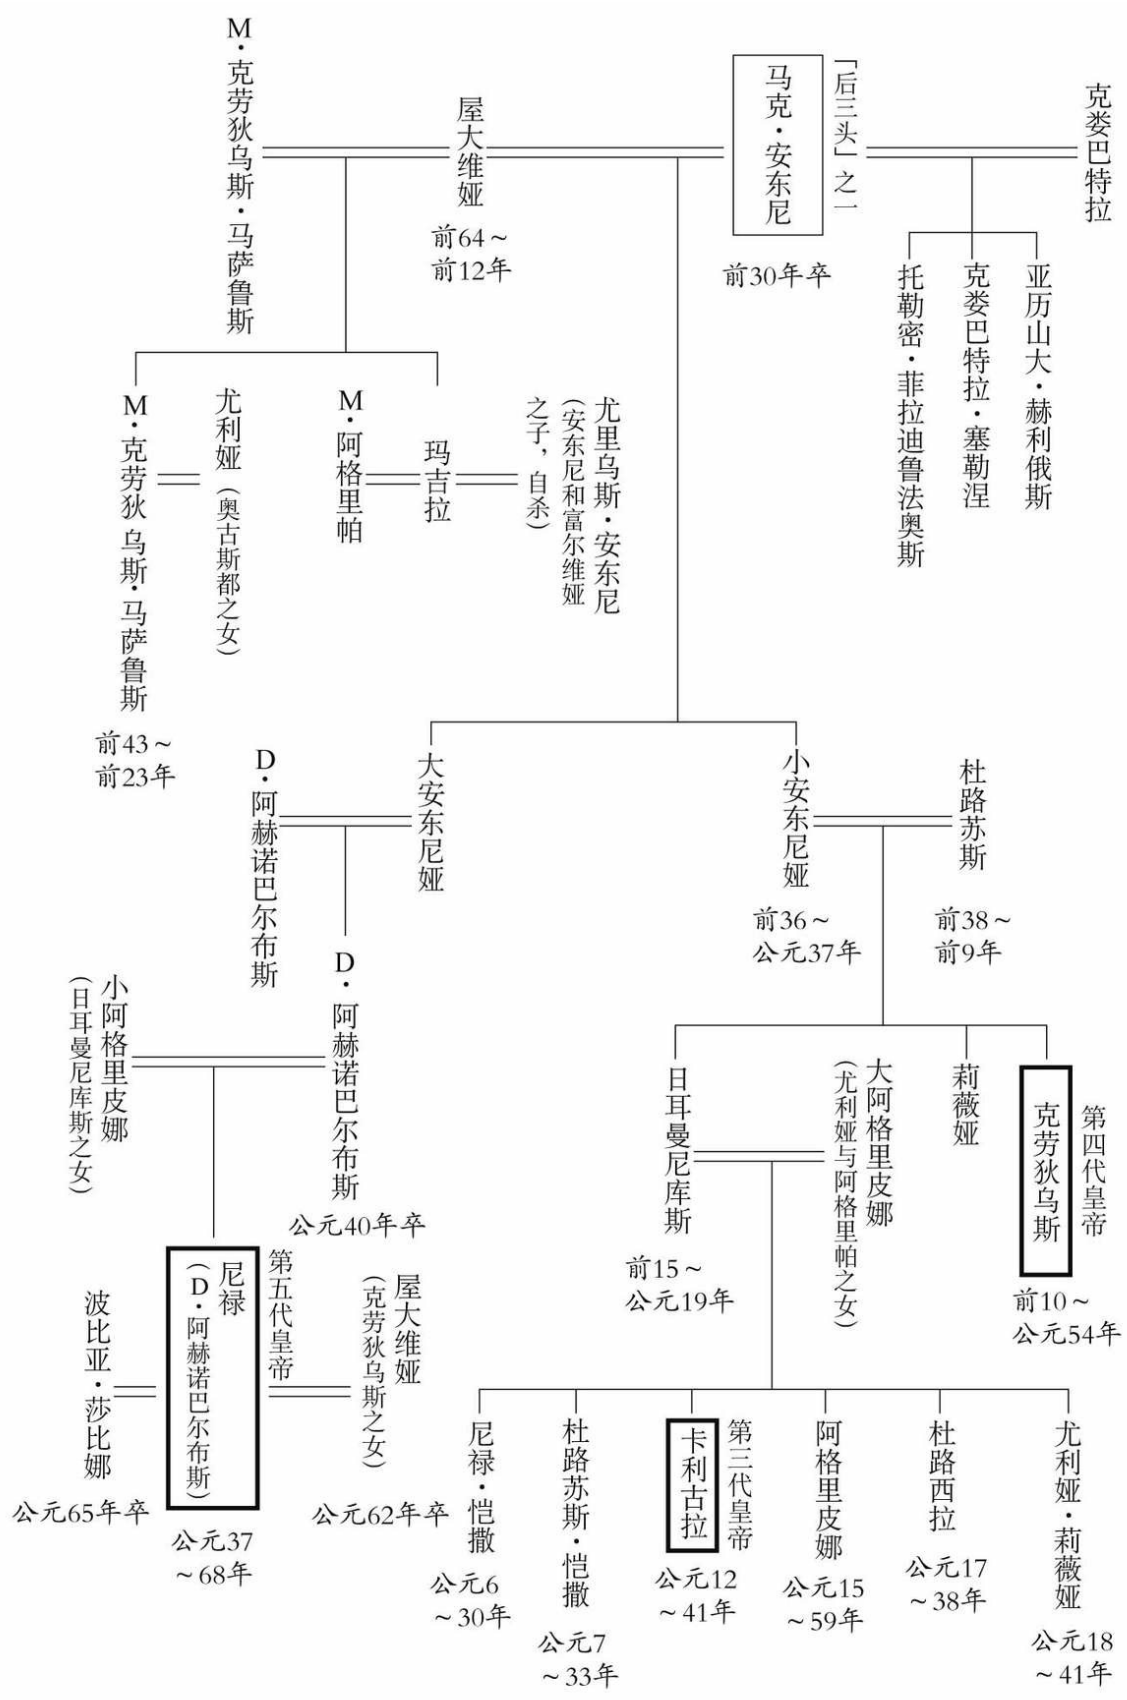 M·克劳狄乌斯·马萨鲁斯
屋大维娅
前64～
前12年
马克·安东尼
「后三头」之一
前30年卒
克娄巴特拉
托勒密·菲拉迪鲁法奥斯
克娄巴特拉·塞勒涅
亚历山大·赫利俄斯
M·克劳狄乌斯·马萨鲁斯
前43～
前23年
尤利娅（奥古斯都之女）
M·阿格里帕
玛吉拉
尤里乌斯·安东尼
（安东尼和富尔维娅
之子，自杀）
D·阿赫诺巴尔布斯
大安东尼娅
小安东尼娅
前36～
公元37年
杜路苏斯
前38～
前9年
小阿格里皮娜
（日耳曼尼库斯之女）
D·阿赫诺巴尔布斯
公元40年卒
日耳曼尼库斯
前15～
公元19年
大阿格里皮娜
（尤利娅与阿格里帕之女）
莉薇娅
克劳狄乌斯
第四代皇帝
前10～
公元54年
波比亚·莎比娜
公元65年卒
尼禄
（D·阿赫诺巴尔布斯）
第五代皇帝
公元37
～68年
屋大维娅
（克劳狄乌斯之女）
公元62年卒
尼禄·恺撒
公元6
～30年
杜路苏斯·恺撒
公元7
～33年
卡利古拉
第三代皇帝
公元12
～41年
阿格里皮娜
公元15
～59年
杜路西拉
公元17
～38年
尤利娅·莉薇娅
公元18
～41年